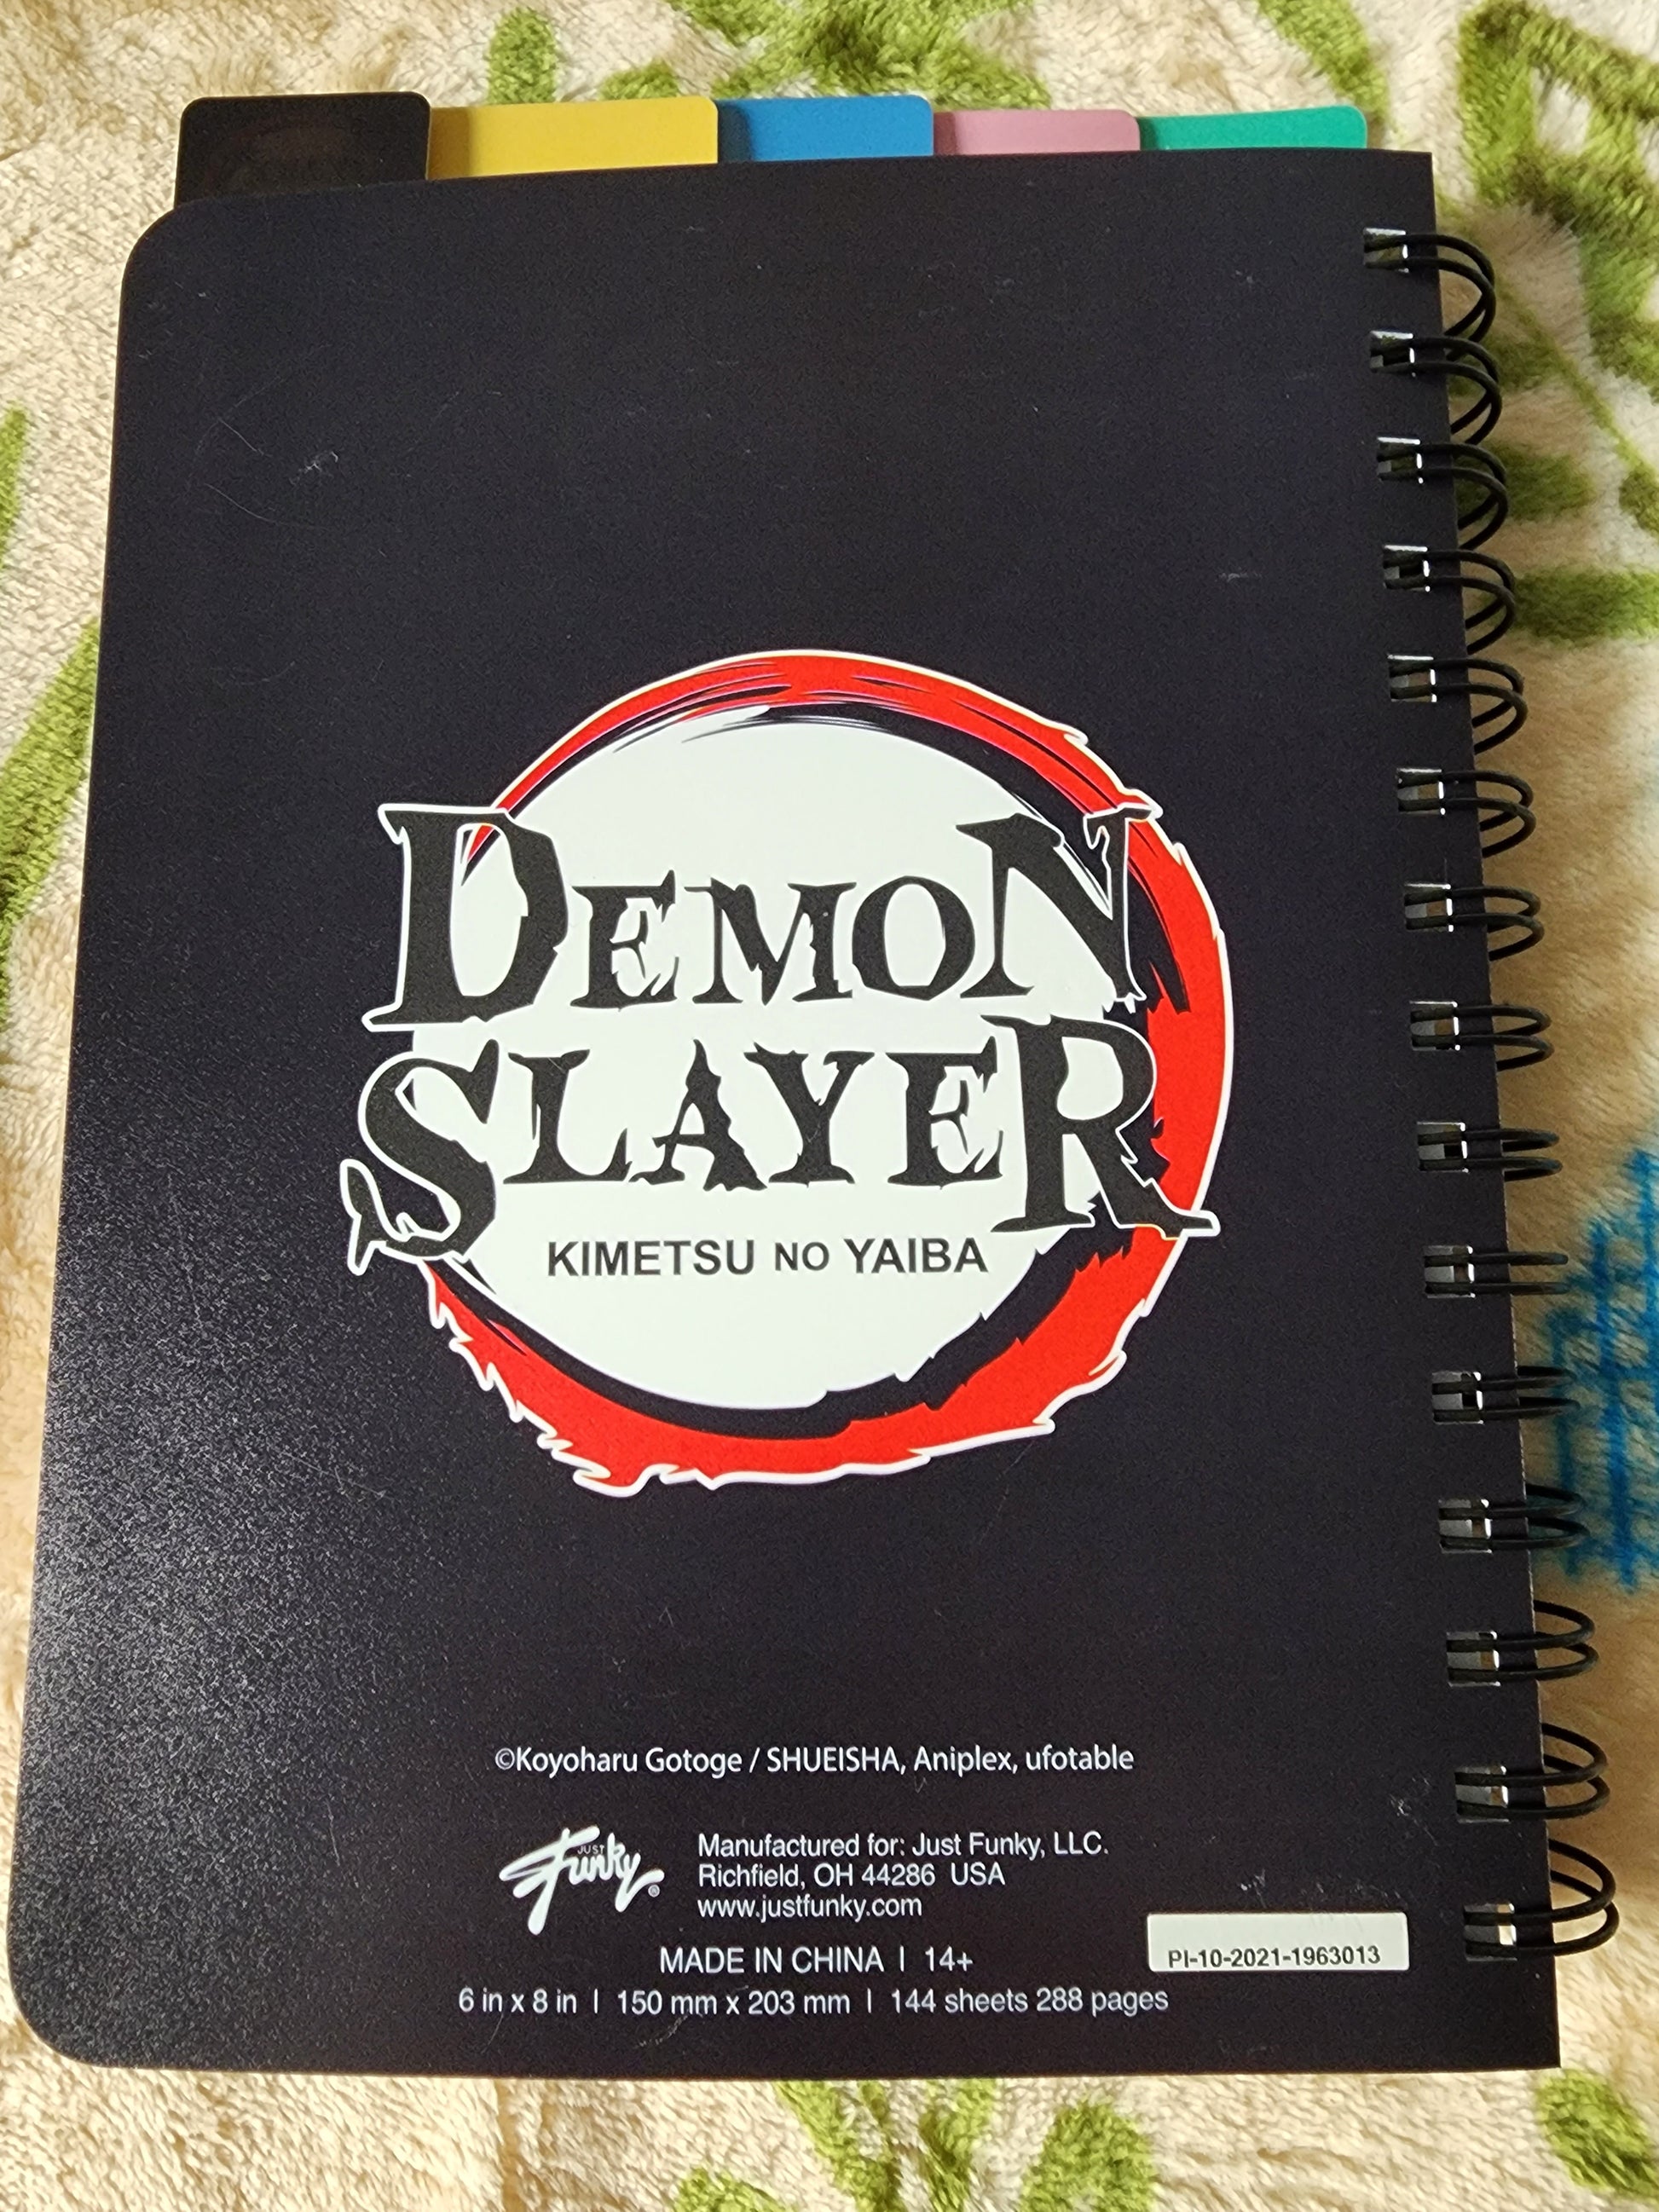 DEMON
SLAYER
KIMETSU NO YAIBA
©Koyoharu Gotoge / SHUEISHA, Aniplex, ufotable
JUST
Funky®
Manufactured for: Just Funky, LLC.
Richfield, OH 44286 USA
www.justfunky.com
MADE IN CHINA | 14+
PI-10-2021-1963013
6 in x 8 in | 150 mm x 203 mm | 144 sheets 288 pages